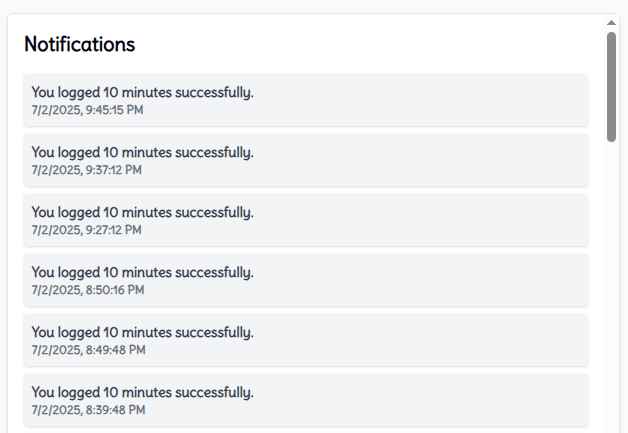 Notifications
You logged 10 minutes successfully.
7/2/2025, 9:45:15 PM
You logged 10 minutes successfully.
7/2/2025, 9:37:12 PM
You logged 10 minutes successfully.
7/2/2025, 9:27:12 PM
You logged 10 minutes successfully.
7/2/2025, 8:50:16 PM
You logged 10 minutes successfully.
7/2/2025, 8:49:48 PM
You logged 10 minutes successfully.
7/2/2025, 8:39:48 PM